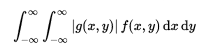 ∫_{-∞}^{∞} ∫_{-∞}^{∞} |g(x, y)| f(x, y) dx dy